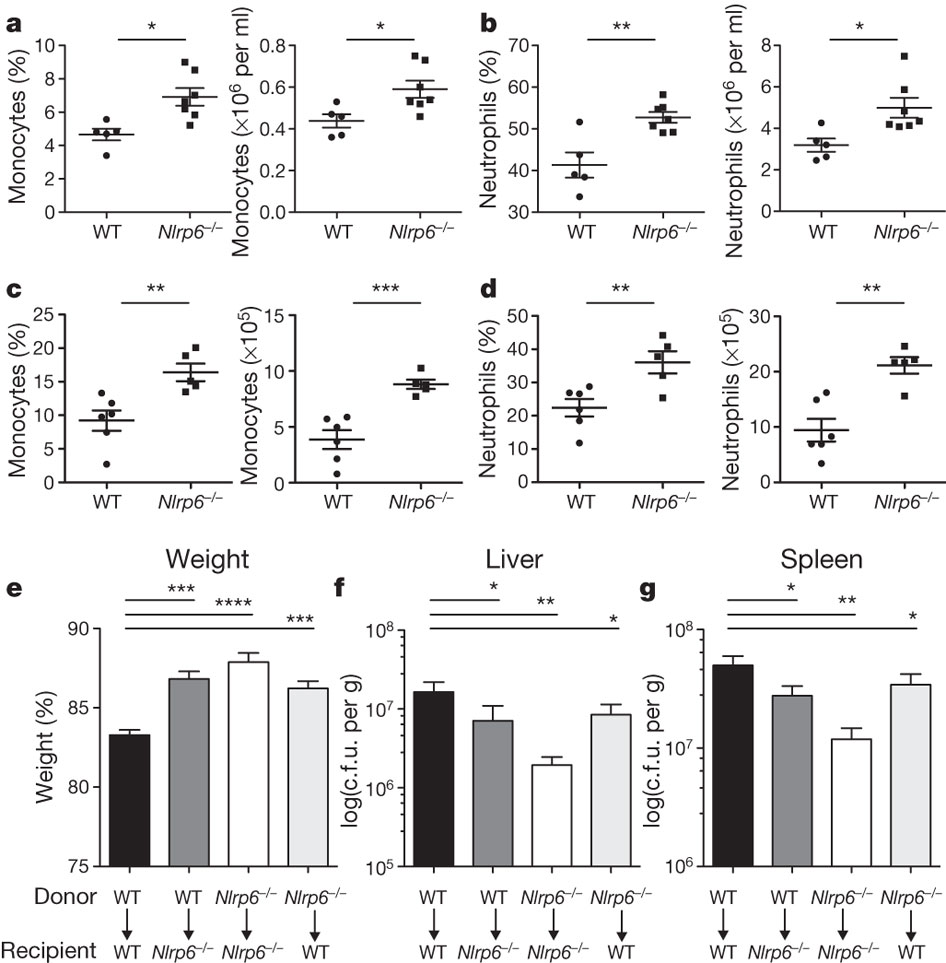 a
*
Monocytes (%)
10
8
6
4
2
0
WT
Nlrp6–/–
*
Monocytes (×10⁶ per ml)
0.8
0.6
0.4
0.2
0.0
WT
Nlrp6–/–
b
**
Neutrophils (%)
70
60
50
40
30
WT
Nlrp6–/–
*
Neutrophils (×10⁶ per ml)
8
6
4
2
0
WT
Nlrp6–/–
c
**
Monocytes (%)
25
20
15
10
5
0
WT
Nlrp6–/–
***
Monocytes (×10⁵)
15
10
5
0
WT
Nlrp6–/–
d
**
Neutrophils (%)
50
40
30
20
10
0
WT
Nlrp6–/–
**
Neutrophils (×10⁵)
30
20
10
0
WT
Nlrp6–/–
e
Weight
***
****
***
Weight (%)
90
85
80
75
f
Liver
*
**
*
log(c.f.u. per g)
10⁸
10⁷
10⁶
10⁵
g
Spleen
*
**
*
log(c.f.u. per g)
10⁸
10⁷
10⁶
Donor WT WT Nlrp6–/– Nlrp6–/– WT WT Nlrp6–/– Nlrp6–/– WT WT Nlrp6–/– Nlrp6–/–
Recipient WT Nlrp6–/– Nlrp6–/– WT WT Nlrp6–/– Nlrp6–/– WT WT Nlrp6–/– Nlrp6–/– WT